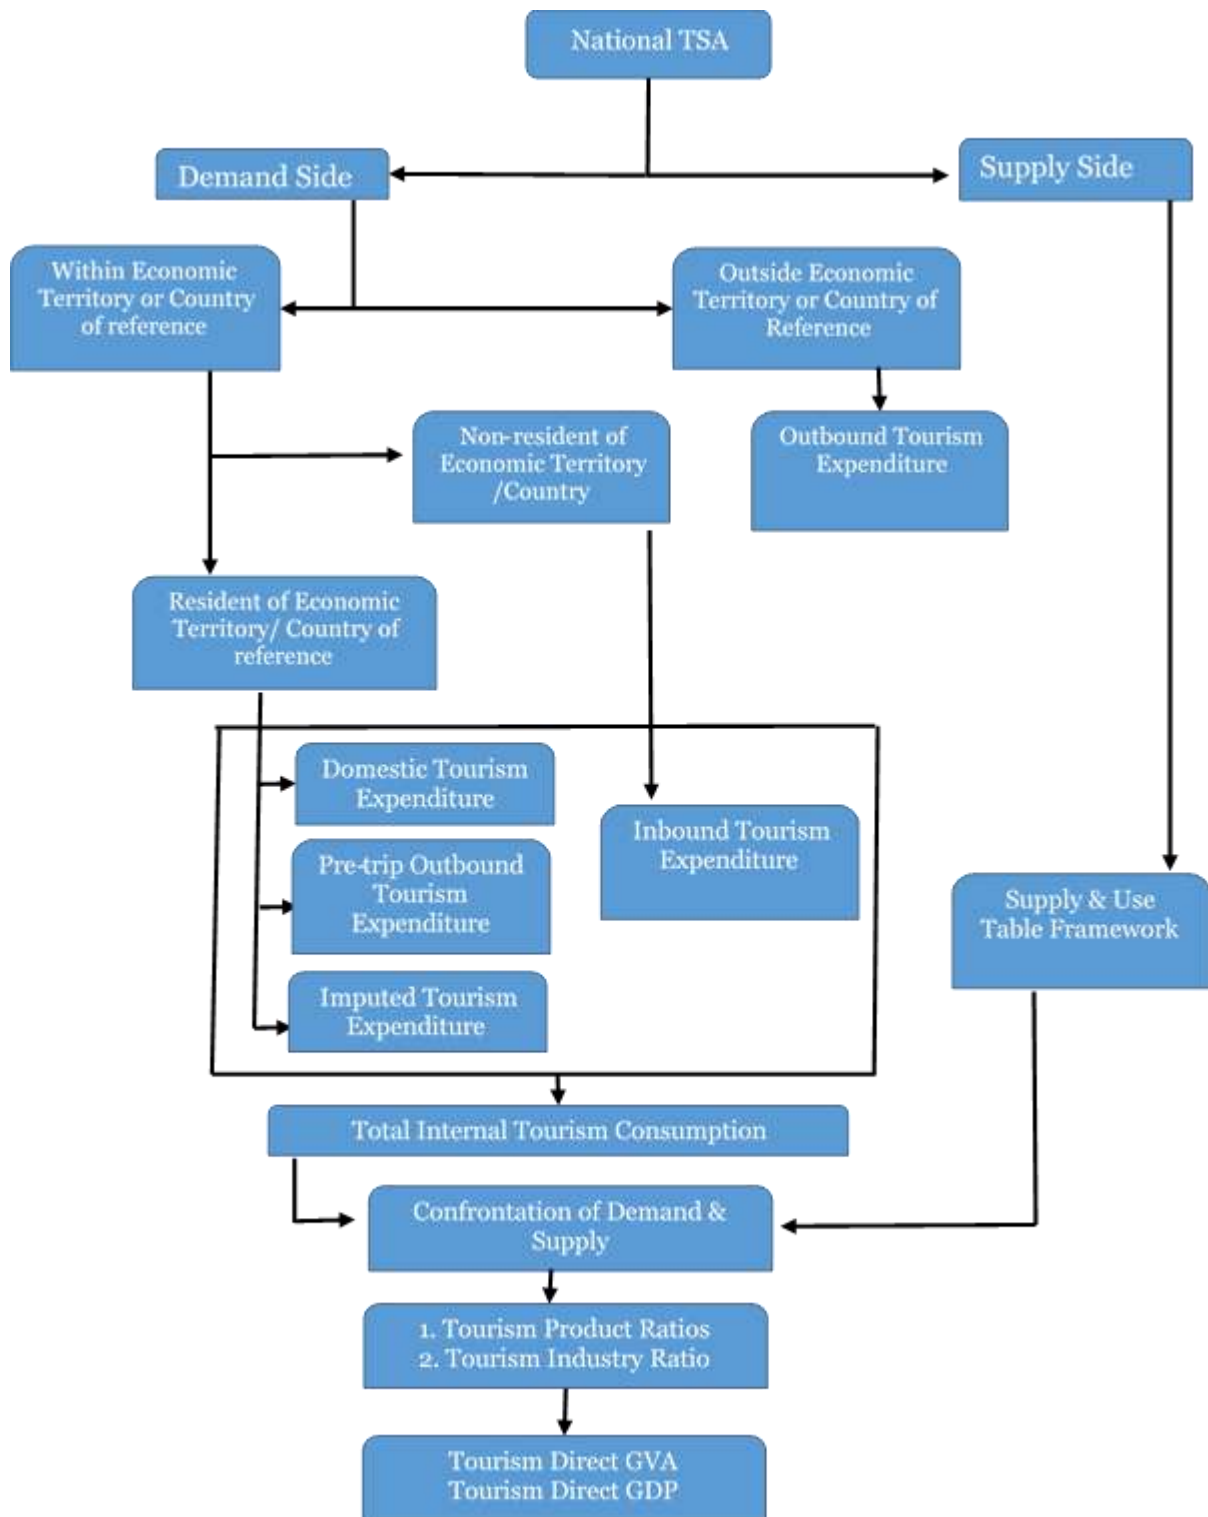 National TSA
Demand Side
Supply Side
Within Economic
Territory or Country
of reference
Outside Economic
Territory or Country of
Reference
Non-resident of
Economic Territory
/Country
Outbound Tourism
Expenditure
Resident of Economic
Territory/ Country of
reference
Domestic Tourism
Expenditure
Inbound Tourism
Expenditure
Pre-trip Outbound
Tourism
Expenditure
Supply & Use
Table Framework
Imputed Tourism
Expenditure
Total Internal Tourism Consumption
Confrontation of Demand &
Supply
1. Tourism Product Ratios
2. Tourism Industry Ratio
Tourism Direct GVA
Tourism Direct GDP